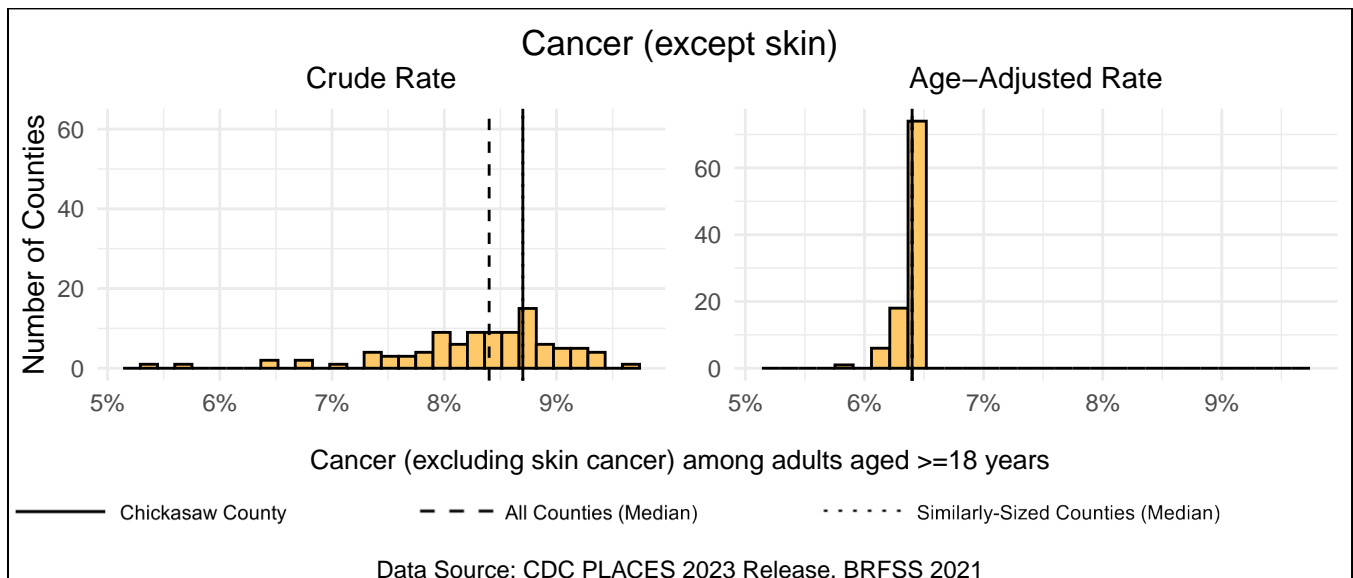 Cancer (except skin)
Crude Rate
Age−Adjusted Rate
Number of Counties
60
40
20
0
5%
6%
7%
8%
9%
60
40
20
0
5%
6%
7%
8%
9%
Cancer (excluding skin cancer) among adults aged >=18 years
Chickasaw County
All Counties (Median)
Similarly-Sized Counties (Median)
Data Source: CDC PLACES 2023 Release, BRFSS 2021